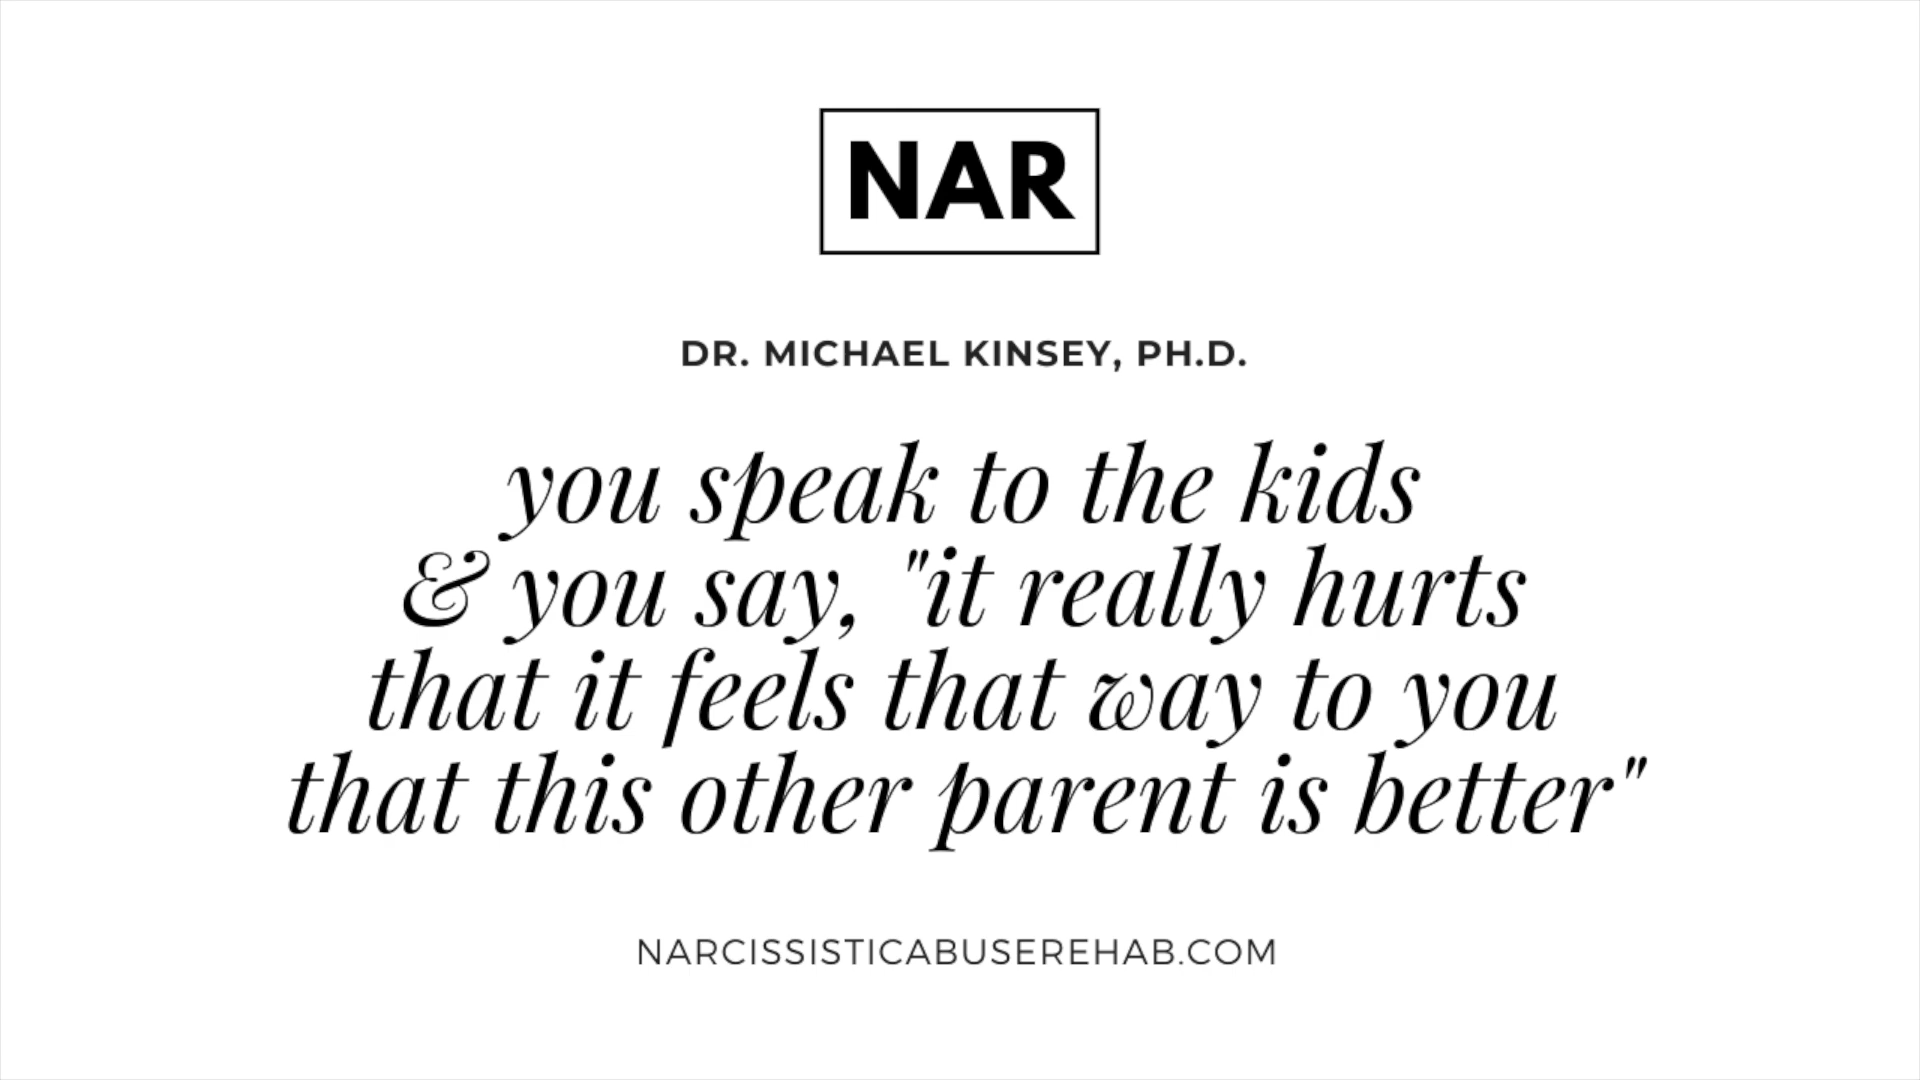 NAR
DR. MICHAEL KINSEY, PH.D.
you speak to the kids
& you say, "it really hurts
that it feels that way to you
that this other parent is better"
NARCISSISTICABUSEREHAB.COM